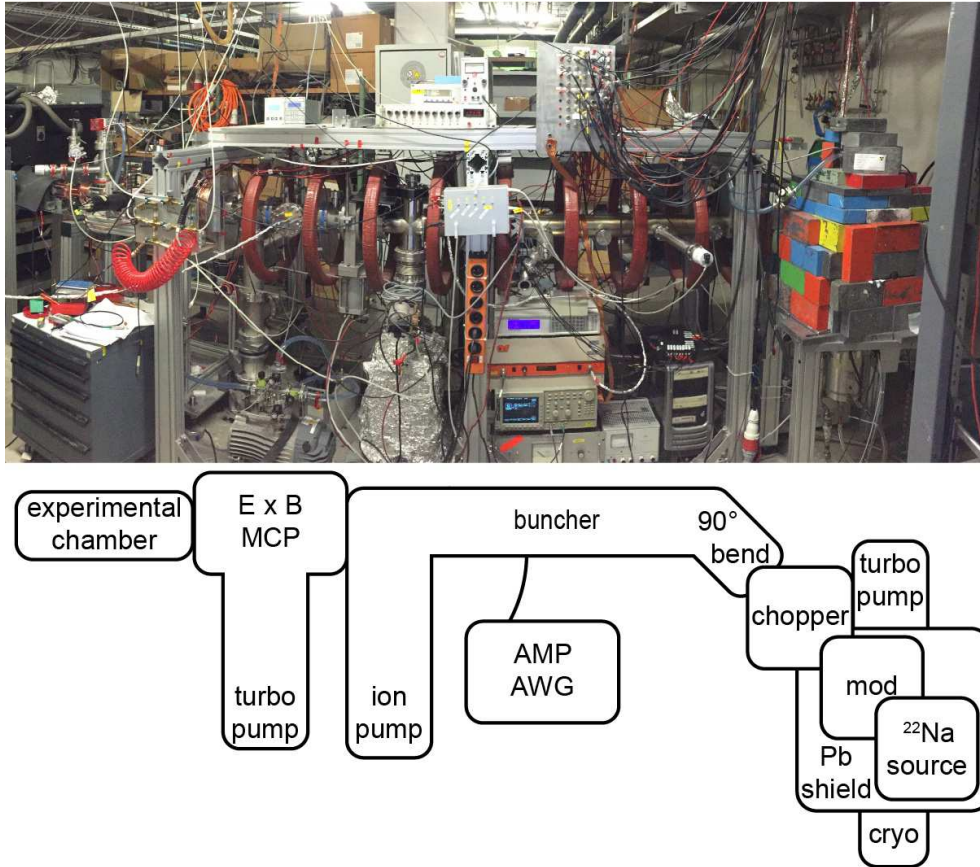 experimental
chamber
E x B
MCP
buncher
90°
bend
turbo
pump
chopper
mod
²²Na
source
Pb
shield
cryo
AMP
AWG
turbo
pump
ion
pump